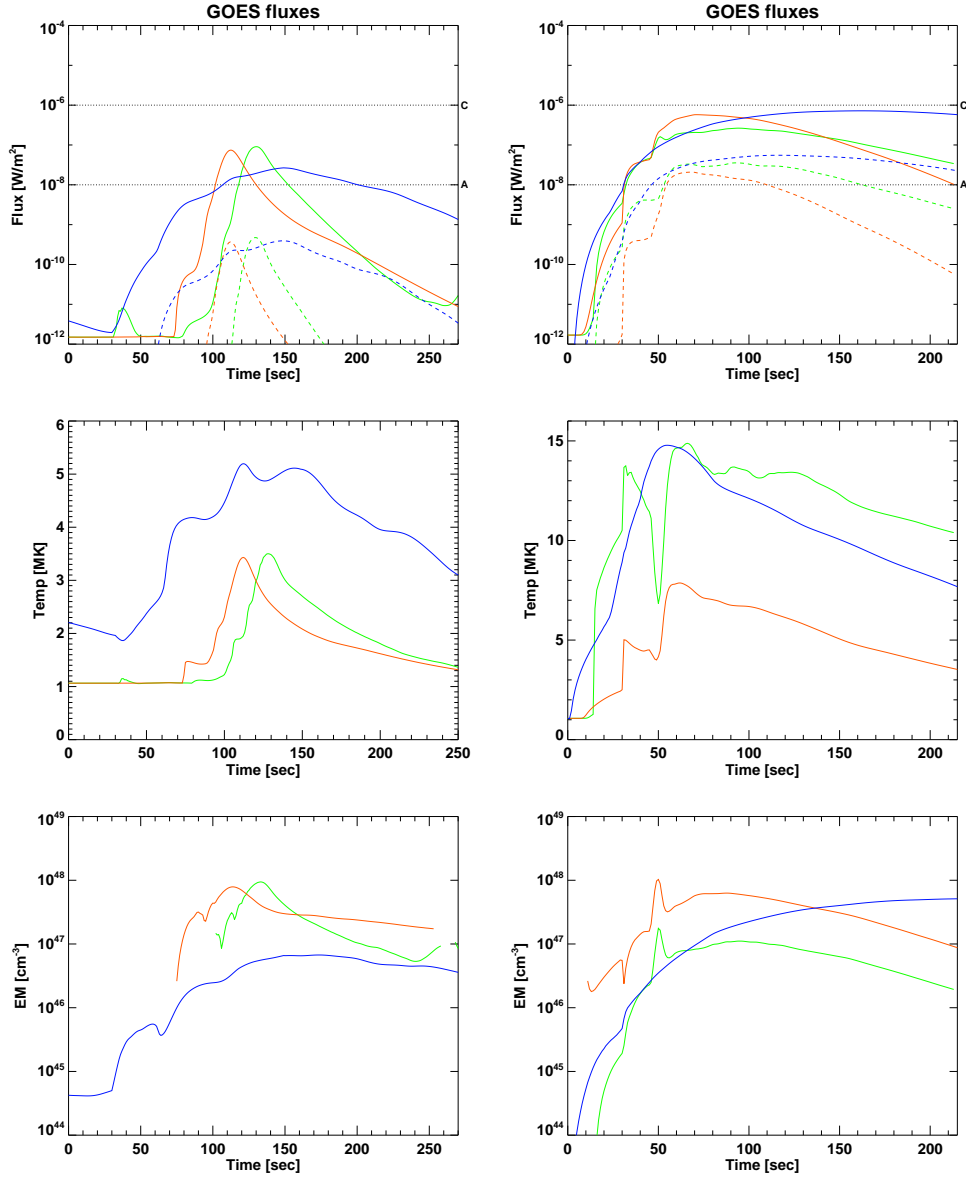 GOES fluxes
10^-4
10^-6
10^-8
10^-10
10^-12
Flux [W/m^2]
C
A
0 50 100 150 200 250
Time [sec]
GOES fluxes
10^-4
10^-6
10^-8
10^-10
10^-12
Flux [W/m^2]
C
A
0 50 100 150 200
Time [sec]
6
5
4
3
2
1
0
Temp [MK]
0 50 100 150 200 250
Time [sec]
15
10
5
0
Temp [MK]
0 50 100 150 200
Time [sec]
10^49
10^48
10^47
10^46
10^45
10^44
EM [cm^-3]
0 50 100 150 200 250
Time [sec]
10^49
10^48
10^47
10^46
10^45
10^44
EM [cm^-3]
0 50 100 150 200
Time [sec]